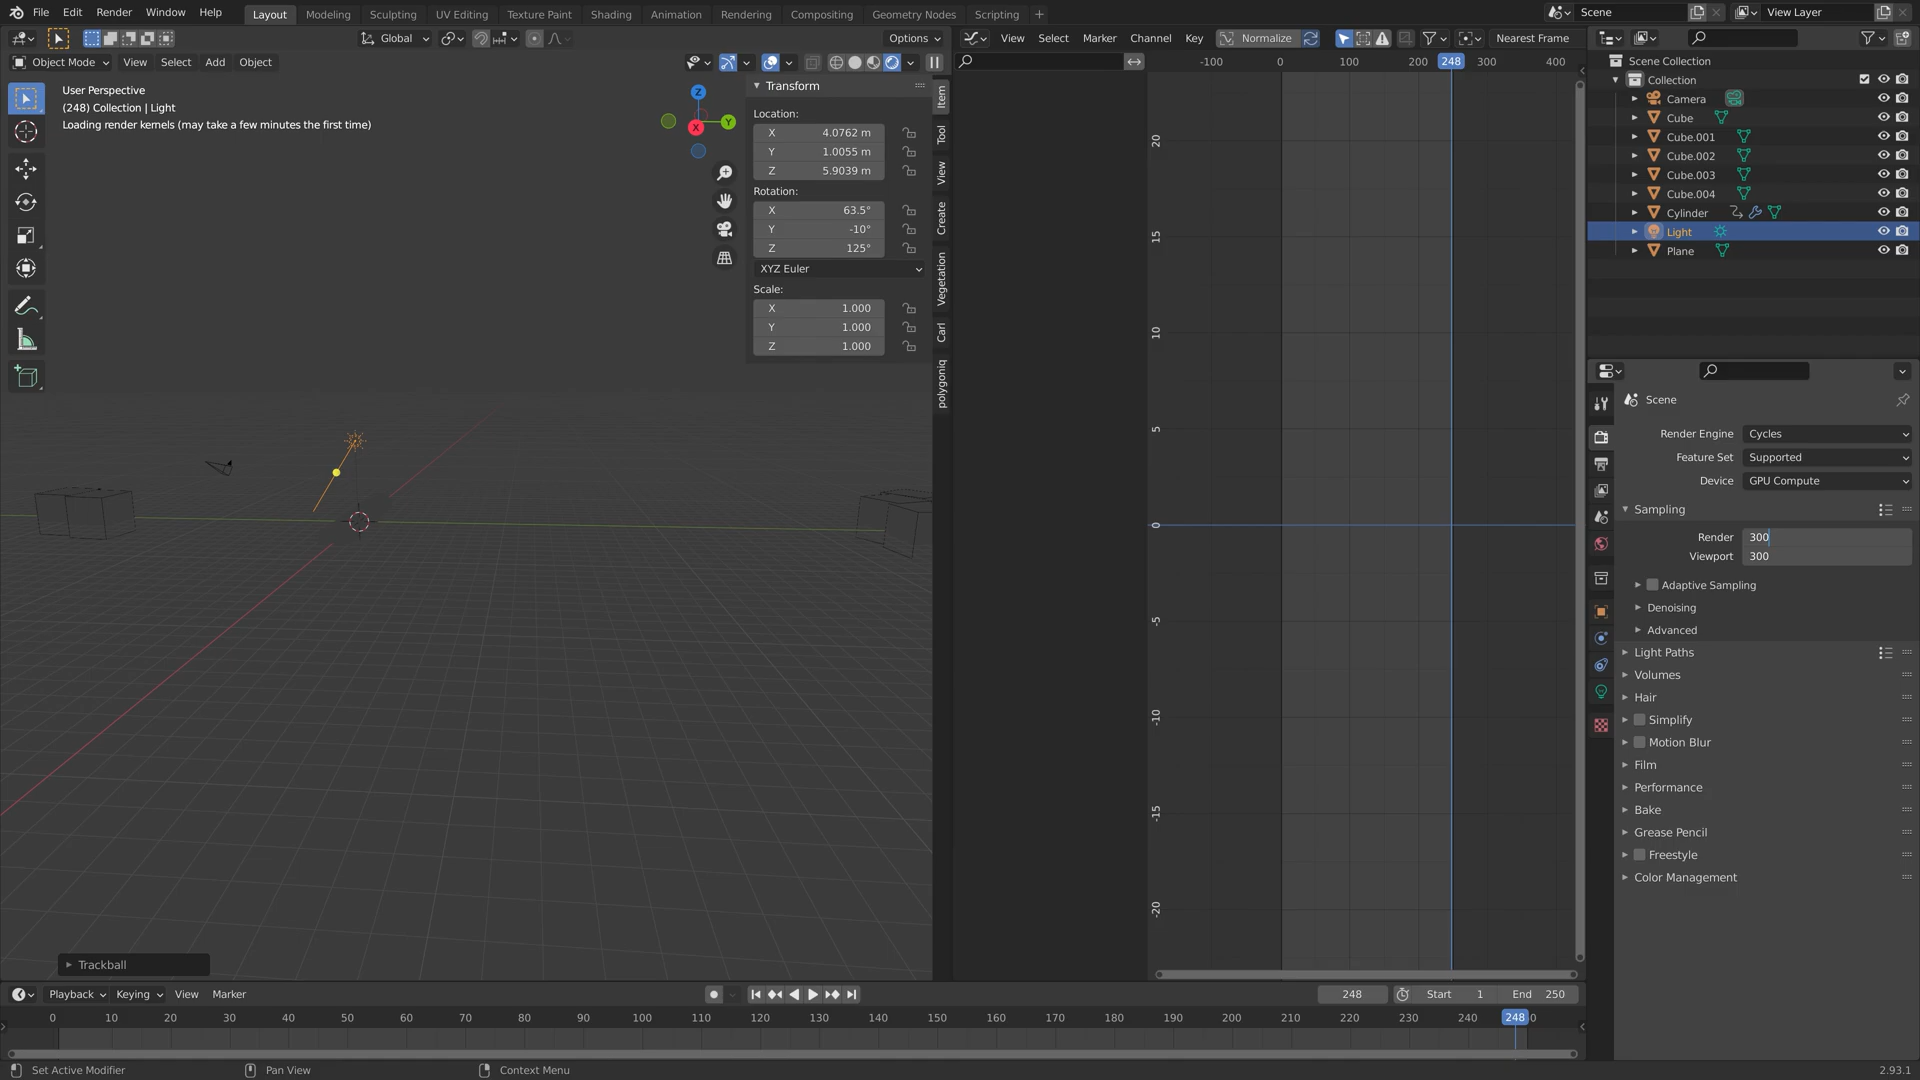 File Edit Render Window Help Layout Modeling Sculpting UV Editing Texture Paint Shading Animation Rendering Compositing Geometry Nodes Scripting + Scene View Layer
Global Options View Select Marker Channel Key Normalize Nearest Frame
Object Mode View Select Add Object
-100 0 100 200 248 300 400
User Perspective
(248) Collection | Light
Loading render kernels (may take a few minutes the first time)
Z
Y
X
Transform
Location:
X 4.0762 m
Y 1.0055 m
Z 5.9039 m
Rotation:
X 63.5°
Y -10°
Z 125°
XYZ Euler
Scale:
X 1.000
Y 1.000
Z 1.000
Item
Tool
View
Create
Vegetation
Carl
polygoniq
20
15
10
5
0
-5
-10
-15
-20
Scene Collection
Collection
Camera
Cube
Cube.001
Cube.002
Cube.003
Cube.004
Cylinder
Light
Plane
Scene
Render Engine Cycles
Feature Set Supported
Device GPU Compute
Sampling
Render 300
Viewport 300
Adaptive Sampling
Denoising
Advanced
Light Paths
Volumes
Hair
Simplify
Motion Blur
Film
Performance
Bake
Grease Pencil
Freestyle
Color Management
Trackball
Playback Keying View Marker 248 Start 1 End 250
0 10 20 30 40 50 60 70 80 90 100 110 120 130 140 150 160 170 180 190 200 210 220 230 240 248 0
Set Active Modifier Pan View Context Menu 2.93.1